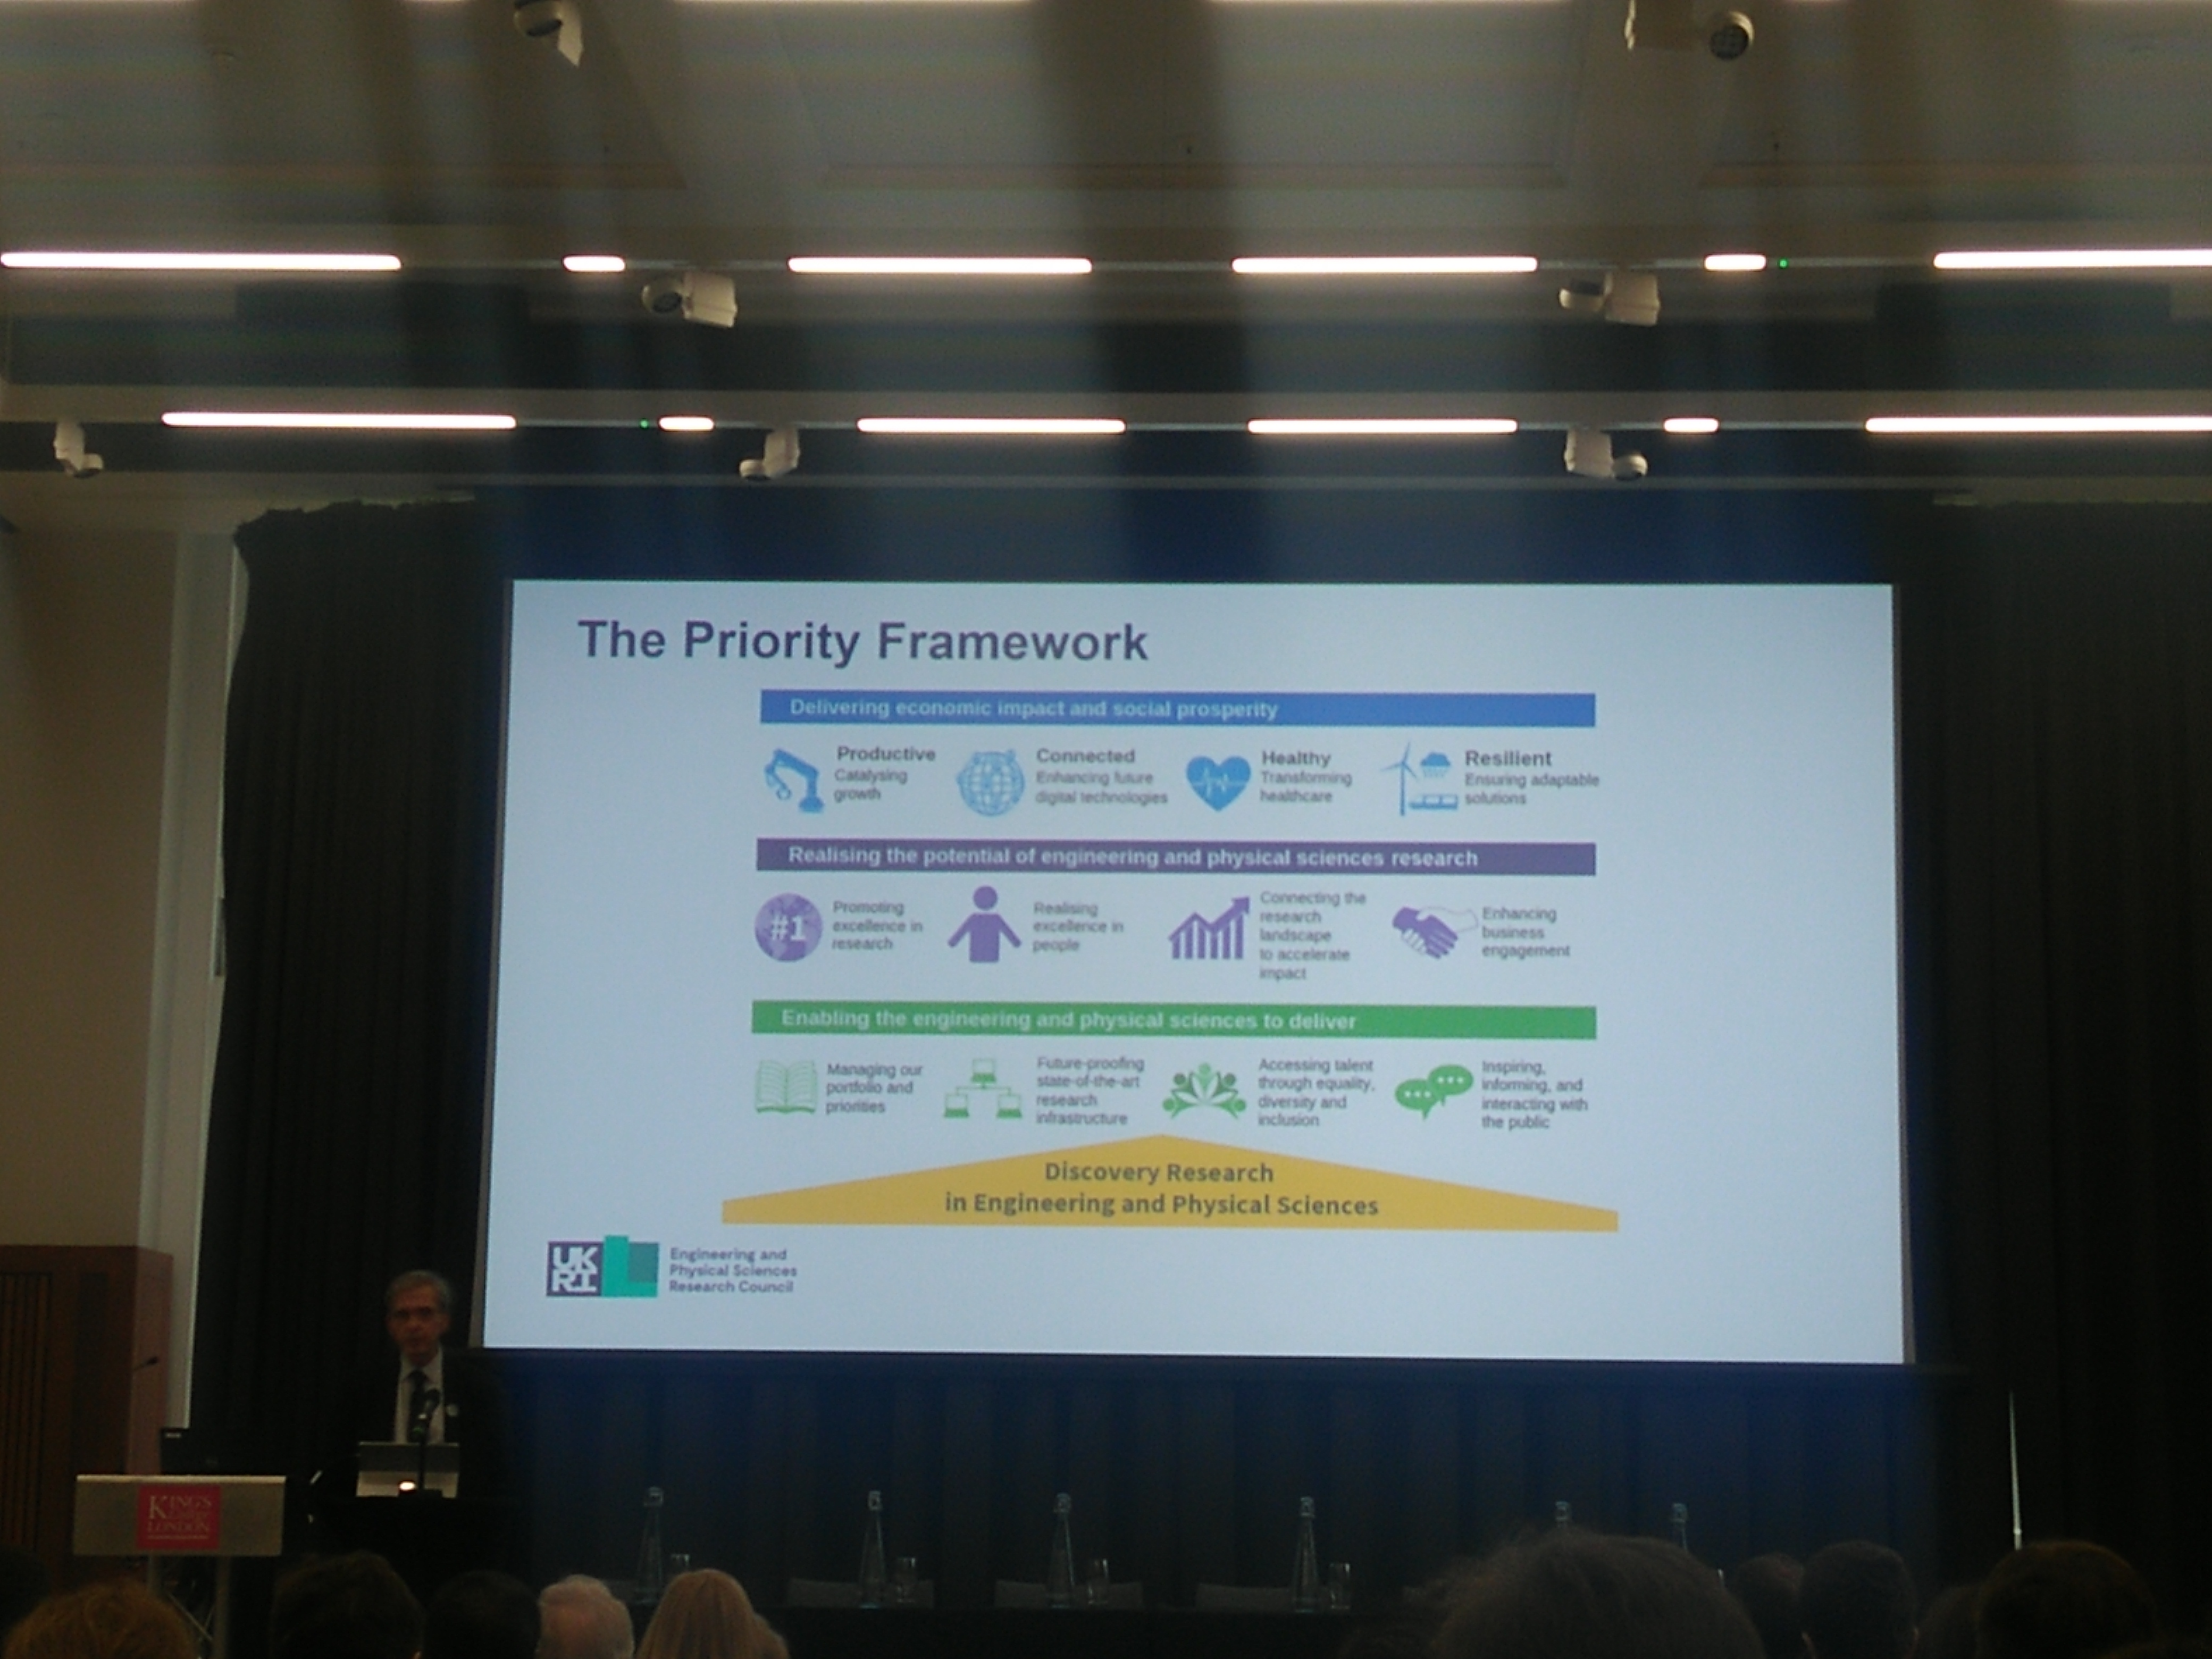 The Priority Framework
Delivering economic impact and social prosperity
Productive
Catalysing
growth
Connected
Enhancing future
digital technologies
Healthy
Transforming
healthcare
Resilient
Ensuring adaptable
solutions
Realising the potential of engineering and physical sciences research
#1
Promoting
excellence in
research
Realising
excellence in
people
Connecting the
research
landscape
to accelerate
impact
Enhancing
business
engagement
Enabling the engineering and physical sciences to deliver
Managing our
portfolio and
priorities
Future-proofing
state-of-the-art
research
infrastructure
Accessing talent
through equality,
diversity and
inclusion
Inspiring,
informing, and
interacting with
the public
Discovery Research
in Engineering and Physical Sciences
UK
RI
Engineering and
Physical Sciences
Research Council
KING'S
College
LONDON